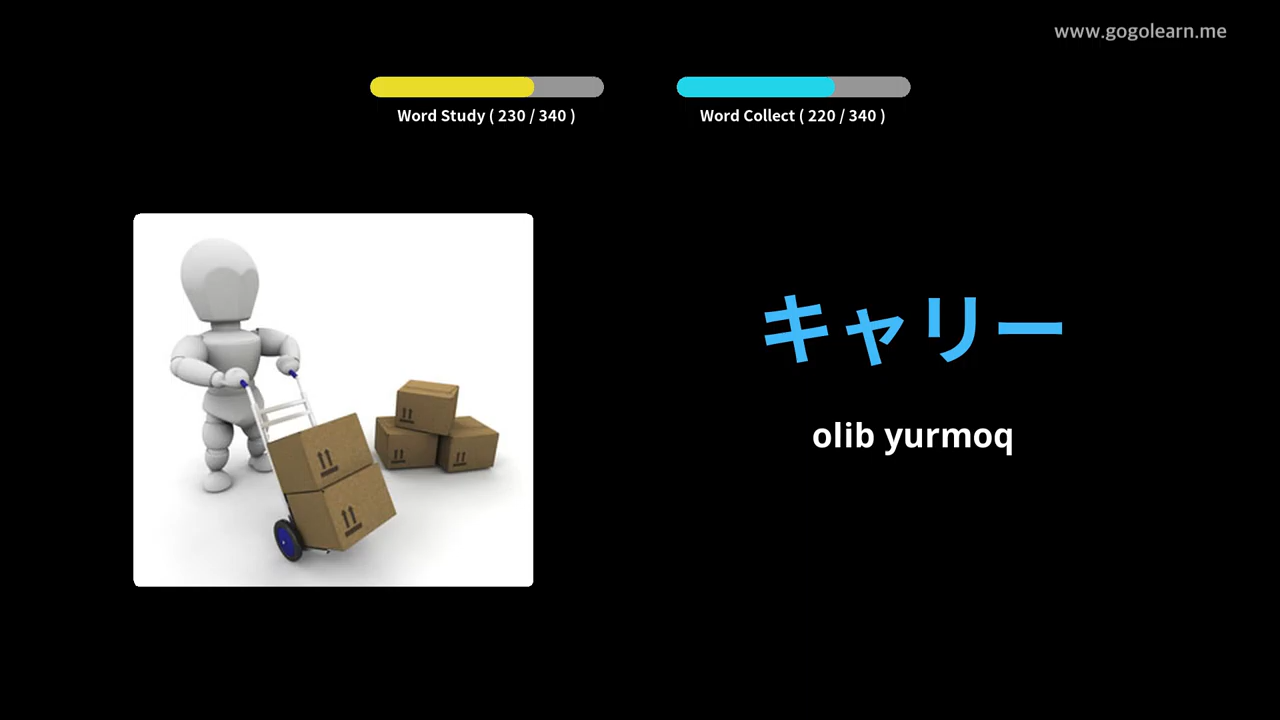 www.gogolearn.me
Word Study ( 230 / 340 )
Word Collect ( 220 / 340 )
キャリー
olib yurmoq